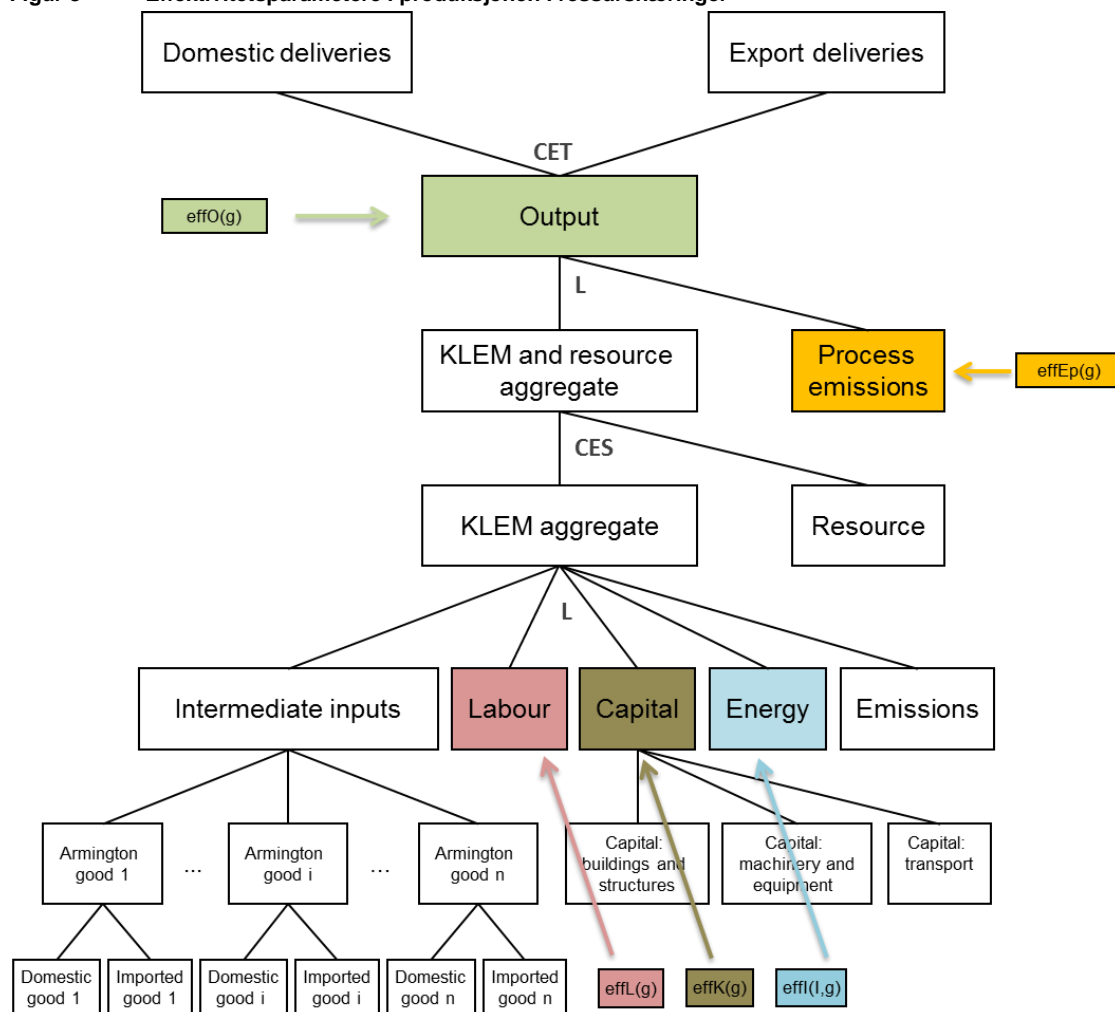 Domestic deliveries
Export deliveries
CET
effO(g)
Output
L
KLEM and resource
aggregate
Process
emissions
effEp(g)
CES
KLEM aggregate
Resource
L
Intermediate inputs
Labour
Capital
Energy
Emissions
Armington
good 1
...
Armington
good i
...
Armington
good n
Capital:
buildings and
structures
Capital:
machinery and
equipment
Capital:
transport
Domestic
good 1
Imported
good 1
Domestic
good i
Imported
good i
Domestic
good n
Imported
good n
effL(g)
effK(g)
effI(I,g)